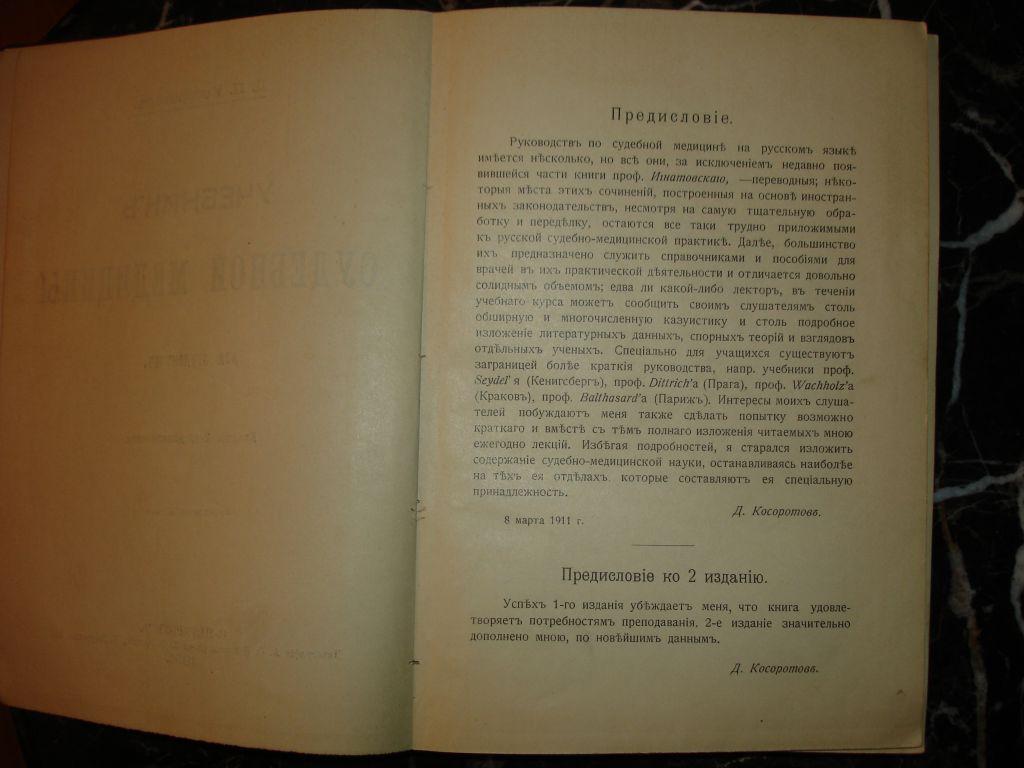 Предисловіе.
Руководствъ по судебной медицинѣ на русскомъ языкѣ
имѣется нѣсколько, но всѣ они, за исключеніемъ недавно поя-
вившейся части книги проф. Игнатовскаго, —переводныя; нѣко-
торыя мѣста этихъ сочиненій, построенныя на основѣ иностран-
ныхъ законодательствъ, несмотря на самую тщательную обра-
ботку и передѣлку, остаются все таки трудно приложимыми
къ русской судебно-медицинской практикѣ. Далѣе, большинство
ихъ предназначено служить справочниками и пособіями для
врачей въ ихъ практической дѣятельности и отличается довольно
солиднымъ объемомъ; едва ли какой-либо лекторъ, въ теченіи
учебнаго курса можетъ сообщить своимъ слушателямъ столь
обширную и многочисленную казуистику и столь подробное
изложеніе литературныхъ данныхъ, спорныхъ теорій и взглядовъ
отдѣльныхъ ученыхъ. Спеціально для учащихся существуютъ
заграницей болѣе краткія руководства, напр. учебники проф.
Seydel'я (Кенигсбергъ), проф. Dittrich'а (Прага), проф. Wachholz'а
(Краковъ), проф. Balthasard'а (Парижъ). Интересы моихъ слуша-
телей побуждаютъ меня также сдѣлать попытку возможно
краткаго и вмѣстѣ съ тѣмъ полнаго изложенія читаемыхъ мною
ежегодно лекцій. Избѣгая подробностей, я старался изложить
содержаніе судебно-медицинской науки, останавливаясь наиболѣе
на тѣхъ ея отдѣлахъ которые составляютъ ея спеціальную
принадлежность.
Д. Косоротовъ.
8 марта 1911 г.
Предисловіе ко 2 изданію.
Успѣхъ 1-го изданія убѣждаетъ меня, что книга удовле-
творяетъ потребностямъ преподаванія. 2-е изданіе значительно
дополнено мною, по новѣйшимъ даннымъ.
Д. Косоротовъ.
УЧЕБНИКЪ
СУДЕБНОЙ МЕДИЦИНЫ